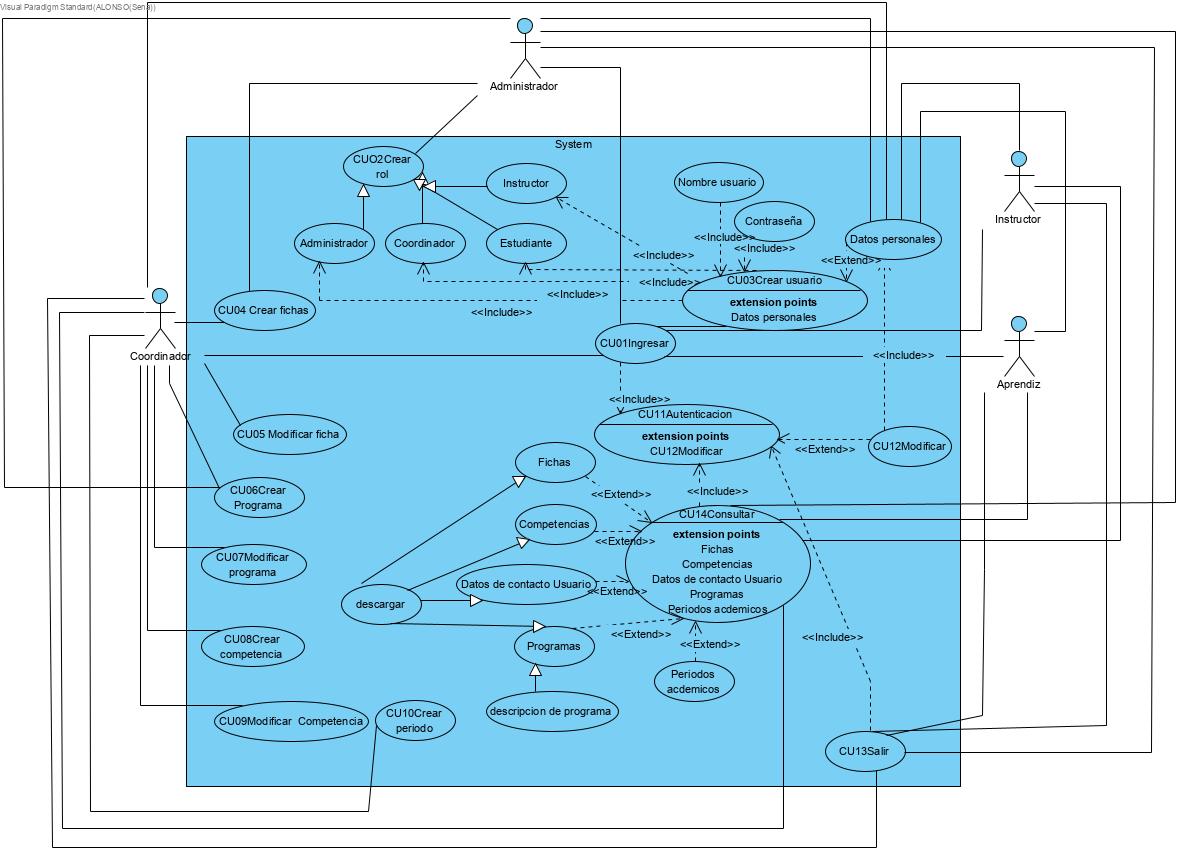 Visual Paradigm Standard(ALONSO(Sena))
Administrador
System
CUO2Crear
rol
Instructor
Nombre usuario
Contraseña
Instructor
Administrador
Coordinador
Estudiante
<<Include>>
<<Include>>
<<Include>>
Datos personales
<<Extend>>
<<Include>>
<<Include>>
<<Include>>
CU03Crear usuario
extension points
Datos personales
CU04 Crear fichas
CU01Ingresar
Coordinador
<<Include>>
Aprendiz
<<Include>>
CU11Autenticacion
extension points
CU12Modificar
CU05 Modificar ficha
<<Extend>>
CU12Modificar
Fichas
<<Extend>>
<<Include>>
CU06Crear
Programa
CU14Consultar
extension points
Fichas
Competencias
Datos de contacto Usuario
Programas
Periodos acdemicos
Competencias
<<Extend>>
CU07Modificar
programa
Datos de contacto Usuario
<<Extend>>
descargar
CU08Crear
competencia
Programas
<<Extend>>
<<Extend>>
<<Include>>
Periodos
acdemicos
descripcion de programa
CU09Modificar  Competencia
CU10Crear
periodo
CU13Salir